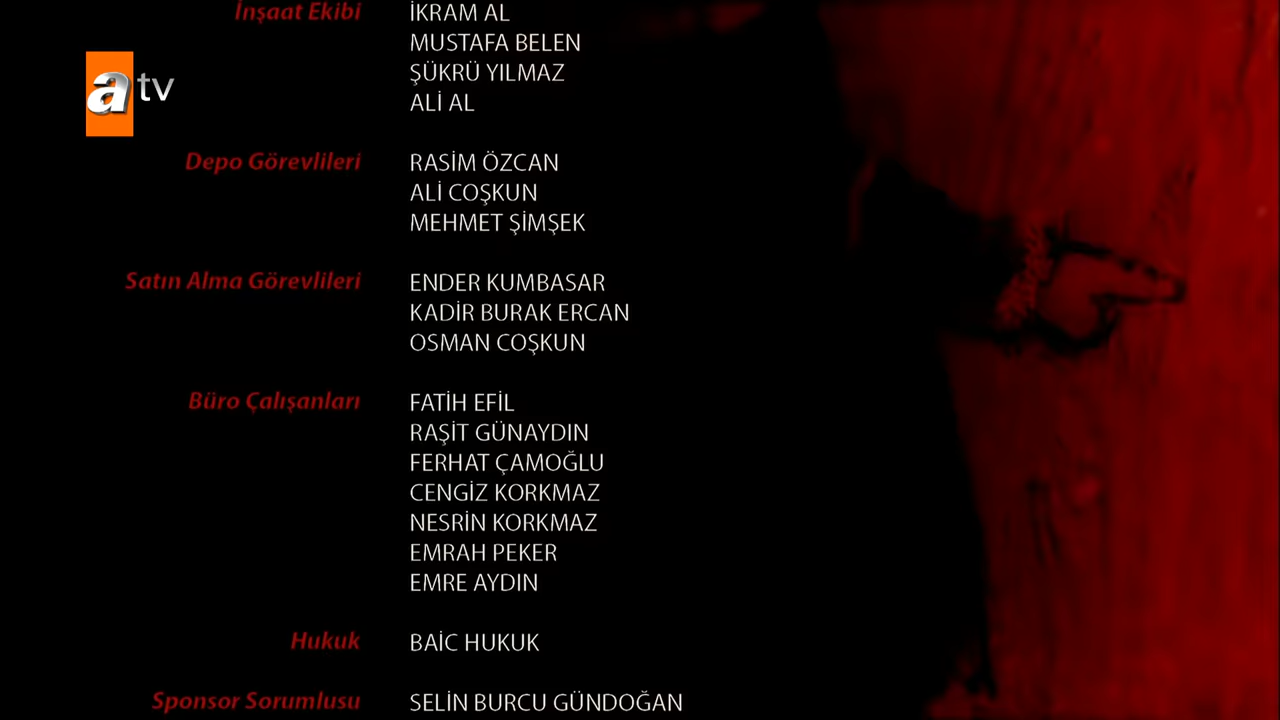 İnşaat Ekibi İKRAM AL
MUSTAFA BELEN
ŞÜKRÜ YILMAZ
atv
ALİ AL
Depo Görevlileri RASİM ÖZCAN
ALİ COŞKUN
MEHMET ŞİMŞEK
Satın Alma Görevlileri ENDER KUMBASAR
KADİR BURAK ERCAN
OSMAN COŞKUN
Büro Çalışanları FATİH EFİL
RAŞİT GÜNAYDIN
FERHAT ÇAMOĞLU
CENGİZ KORKMAZ
NESRİN KORKMAZ
EMRAH PEKER
EMRE AYDIN
Hukuk BAİC HUKUK
Sponsor Sorumlusu SELİN BURCU GÜNDOĞAN